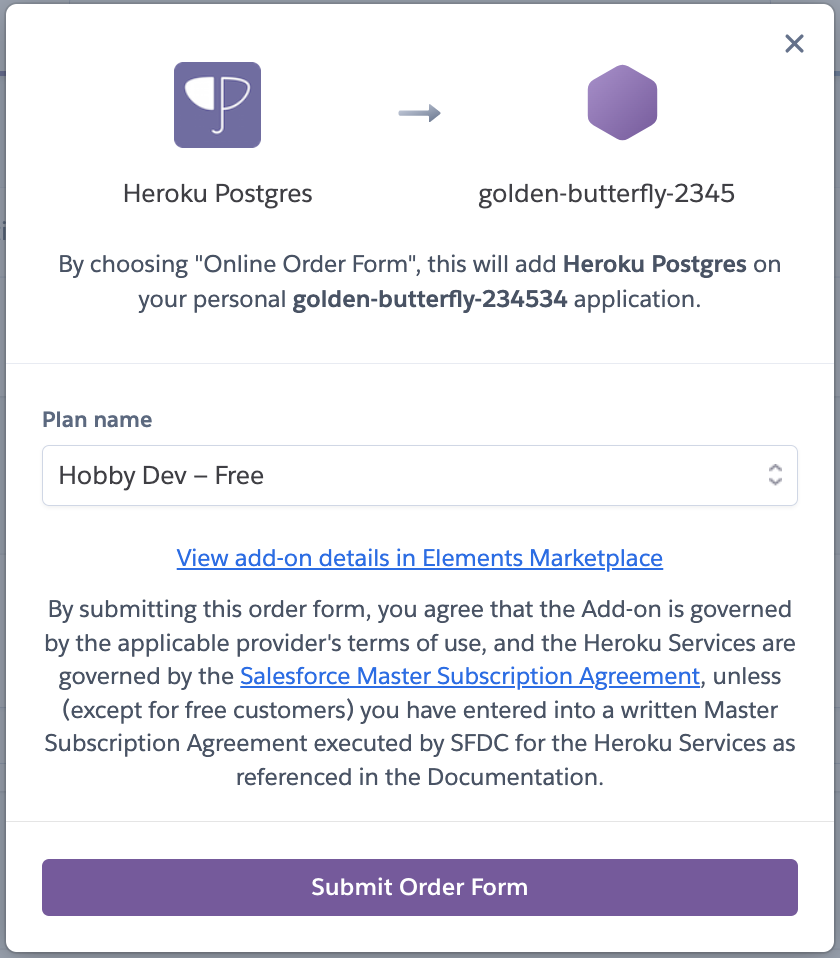 Heroku Postgres
golden-butterfly-2345
By choosing "Online Order Form", this will add Heroku Postgres on
your personal golden-butterfly-234534 application.
Plan name
Hobby Dev – Free
View add-on details in Elements Marketplace
By submitting this order form, you agree that the Add-on is governed
by the applicable provider's terms of use, and the Heroku Services are
governed by the Salesforce Master Subscription Agreement, unless
(except for free customers) you have entered into a written Master
Subscription Agreement executed by SFDC for the Heroku Services as
referenced in the Documentation.
Submit Order Form